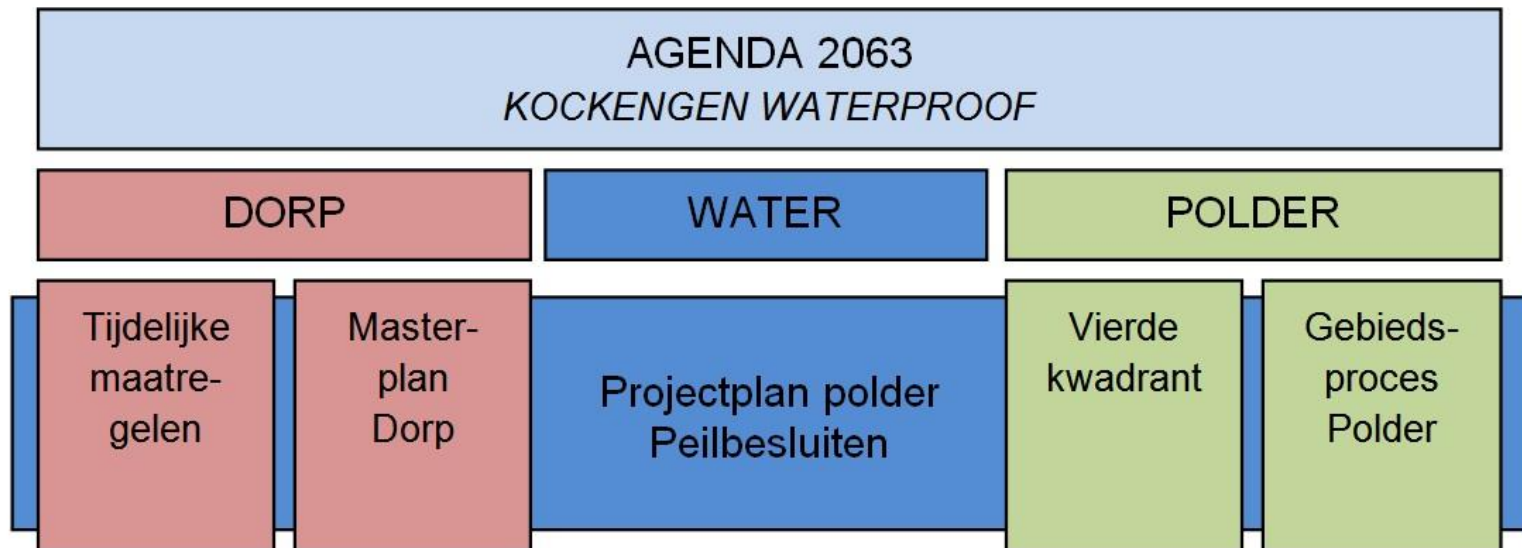 AGENDA 2063
KOCKENGEN WATERPROOF
DORP
WATER
POLDER
Tijdelijke
maatre-
gelen
Master-
plan
Dorp
Projectplan polder
Peilbesluiten
Vierde
kwadrant
Gebieds-
proces
Polder